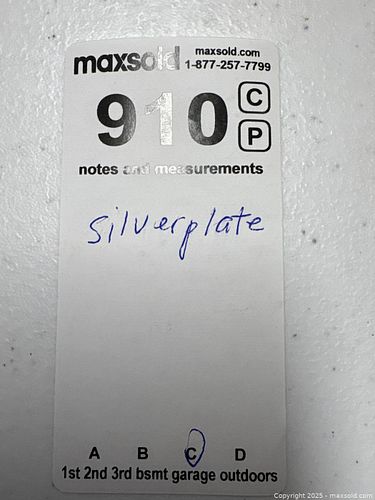 maxsold maxsold.com
1-877-257-7799
910 C
P
notes and measurements
silverplate
A B C D
1st 2nd 3rd bsmt garage outdoors
Copyright 2025 - maxsold.com